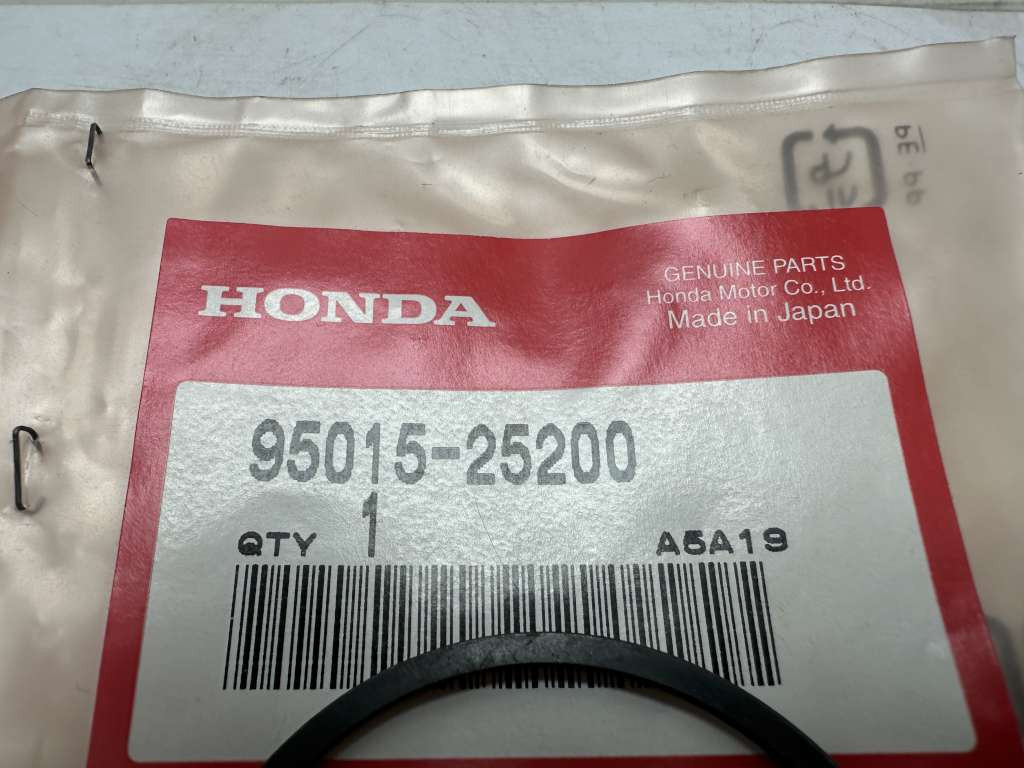 HONDA
GENUINE PARTS
Honda Motor Co., Ltd.
Made in Japan
95015-25200
QTY 1
A5A19